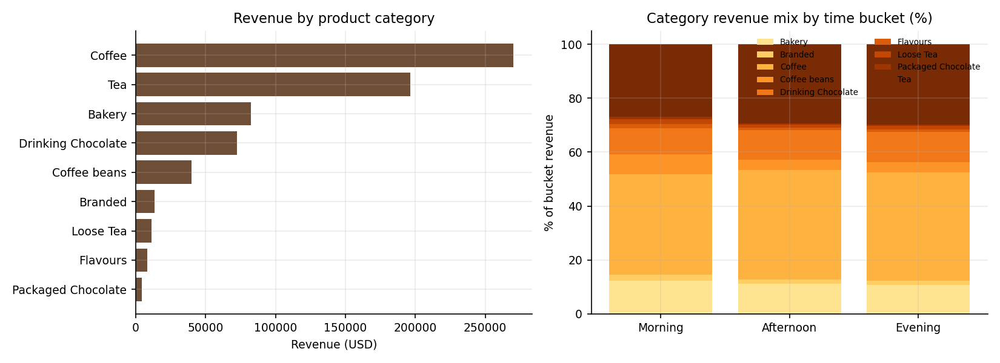 Revenue by product category
Coffee
Tea
Bakery
Drinking Chocolate
Coffee beans
Branded
Loose Tea
Flavours
Packaged Chocolate
0 50000 100000 150000 200000 250000
Revenue (USD)
Category revenue mix by time bucket (%)
% of bucket revenue
100
80
60
40
20
0
Bakery
Branded
Coffee
Coffee beans
Drinking Chocolate
Flavours
Loose Tea
Packaged Chocolate
Tea
Morning Afternoon Evening